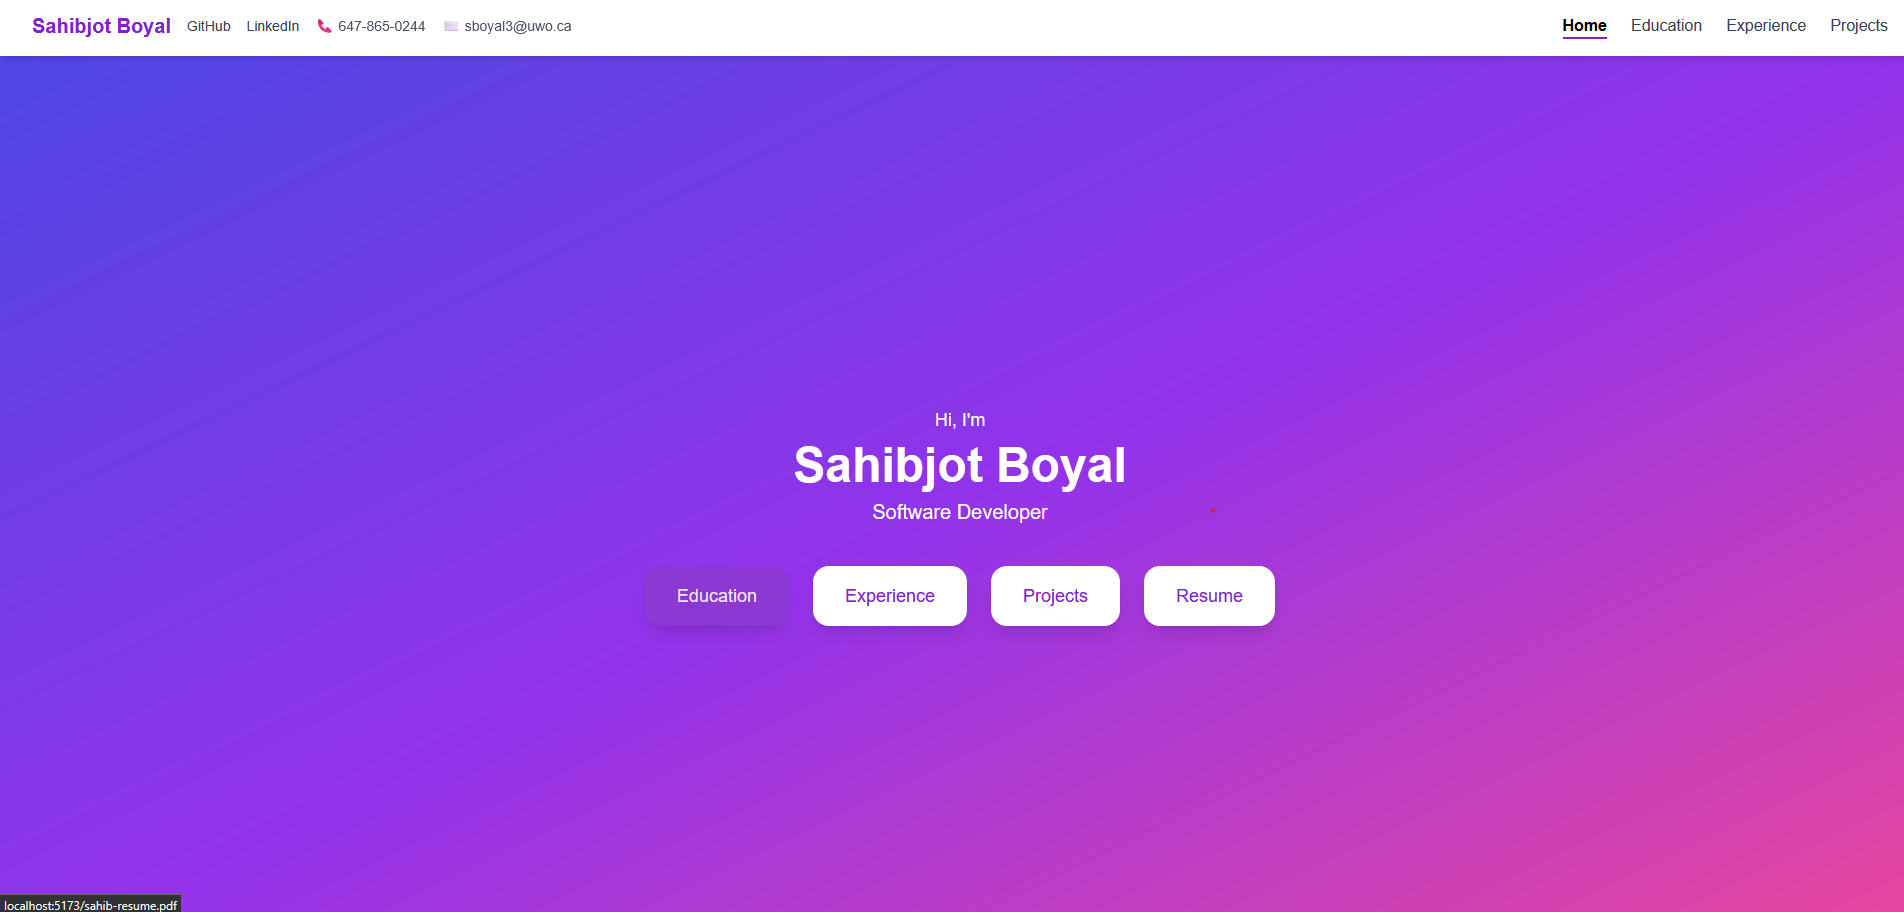 Sahibjot Boyal GitHub LinkedIn 647-865-0244 sboyal3@uwo.ca Home Education Experience Projects
Hi, I'm
Sahibjot Boyal
Software Developer
Education Experience Projects Resume
localhost:5173/sahib-resume.pdf